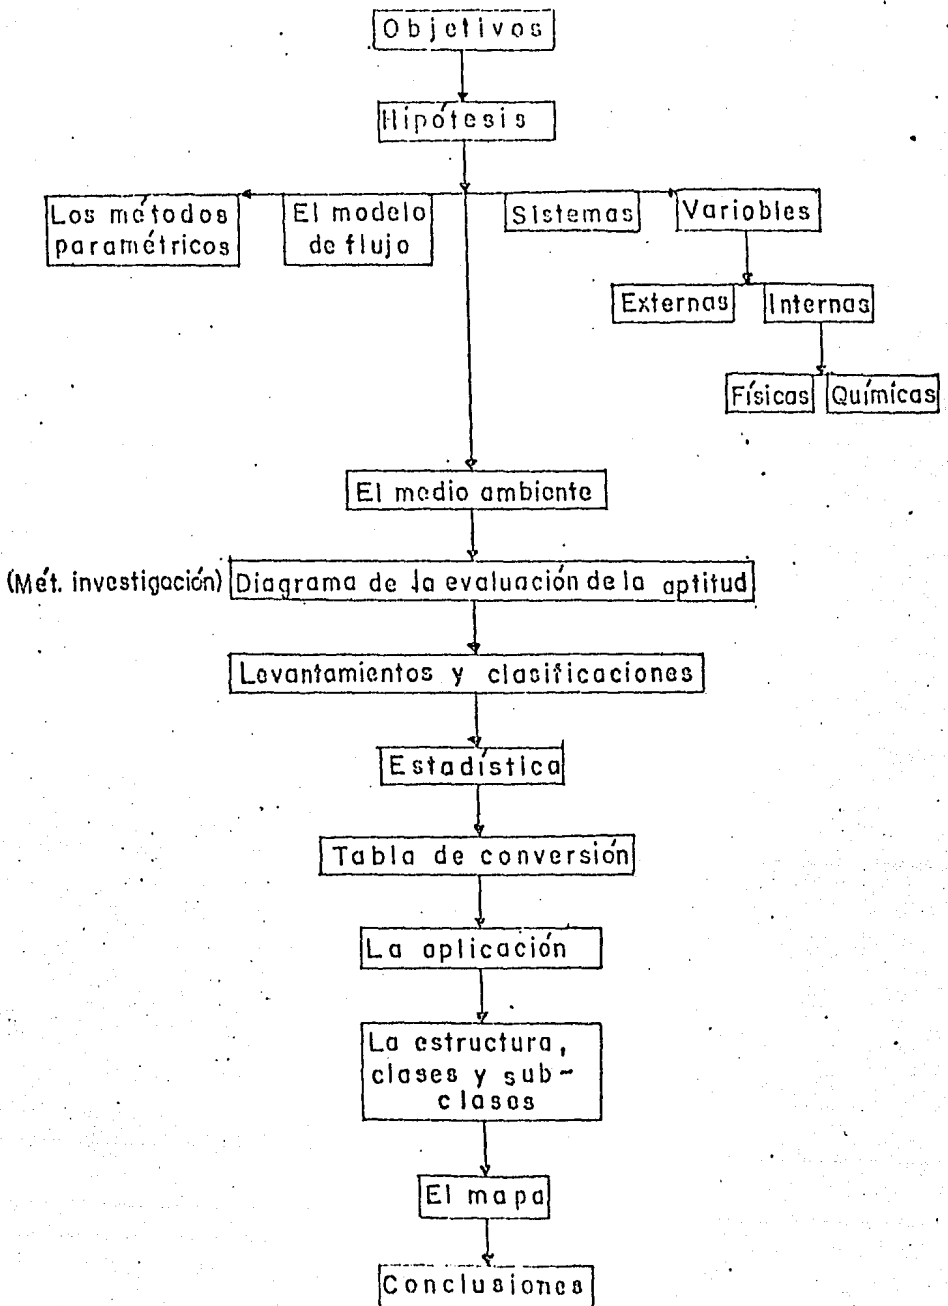 Objetivos
Hipótesis
Los métodos
paramétricos
El modelo
de flujo
Sistemas
Variables
Externas
Internas
Físicas
Químicas
El medio ambiente
(Mét. investigación)
Diagrama de la evaluación de la aptitud
Levantamientos y clasificaciones
Estadística
Tabla de conversión
La aplicación
La estructura,
clases y sub-
clases
El mapa
Conclusiones